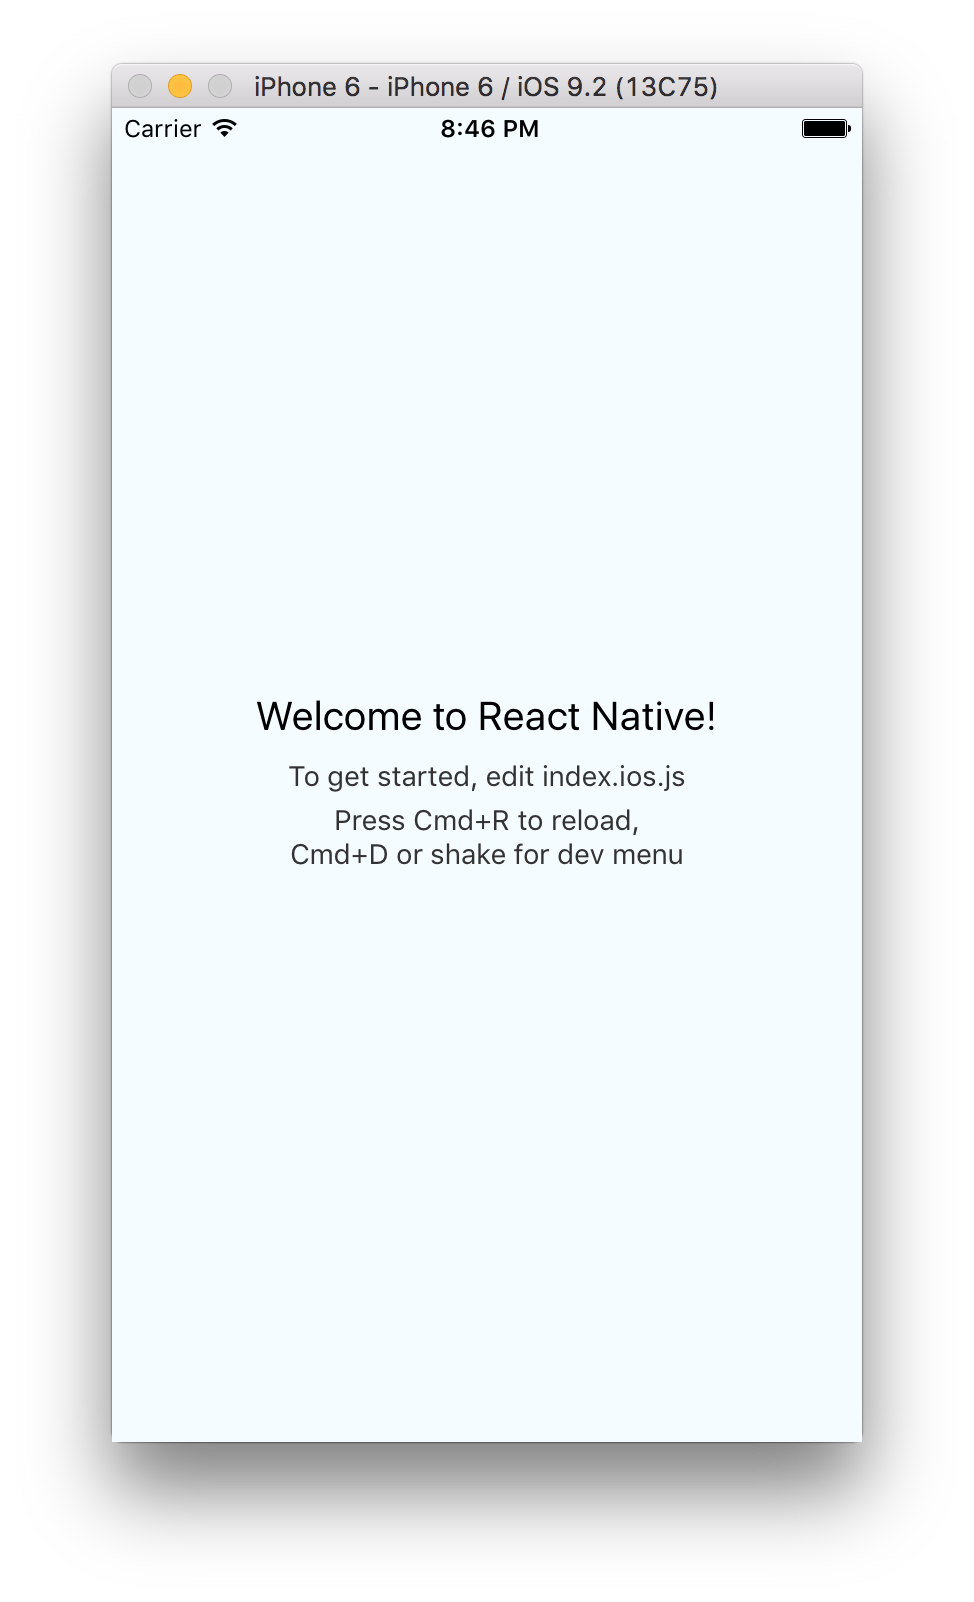 iPhone 6 - iPhone 6 / iOS 9.2 (13C75)
Carrier 8:46 PM
Welcome to React Native!
To get started, edit index.ios.js
Press Cmd+R to reload,
Cmd+D or shake for dev menu